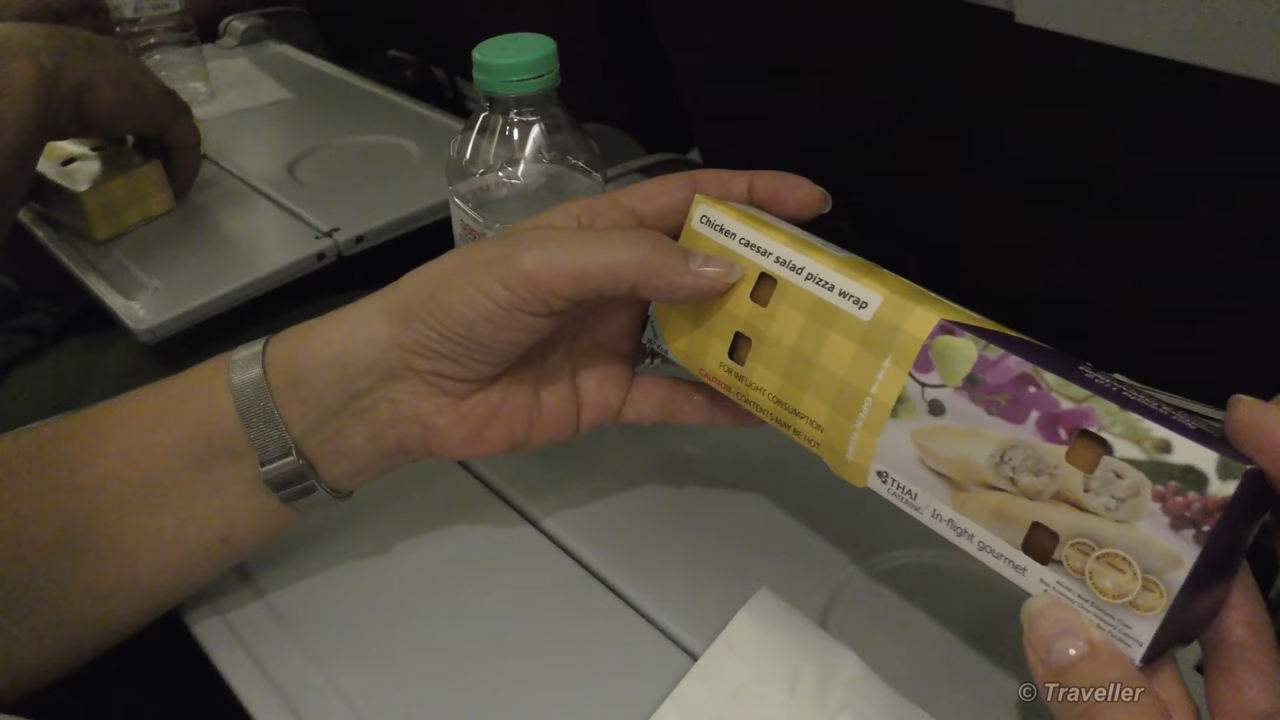 Chicken caesar salad pizza wrap
FOR INFLIGHT CONSUMPTION
CAUTION : CONTENTS MAY BE HOT
OPEN
THAI
CATERING / In-flight gourmet
© Traveller